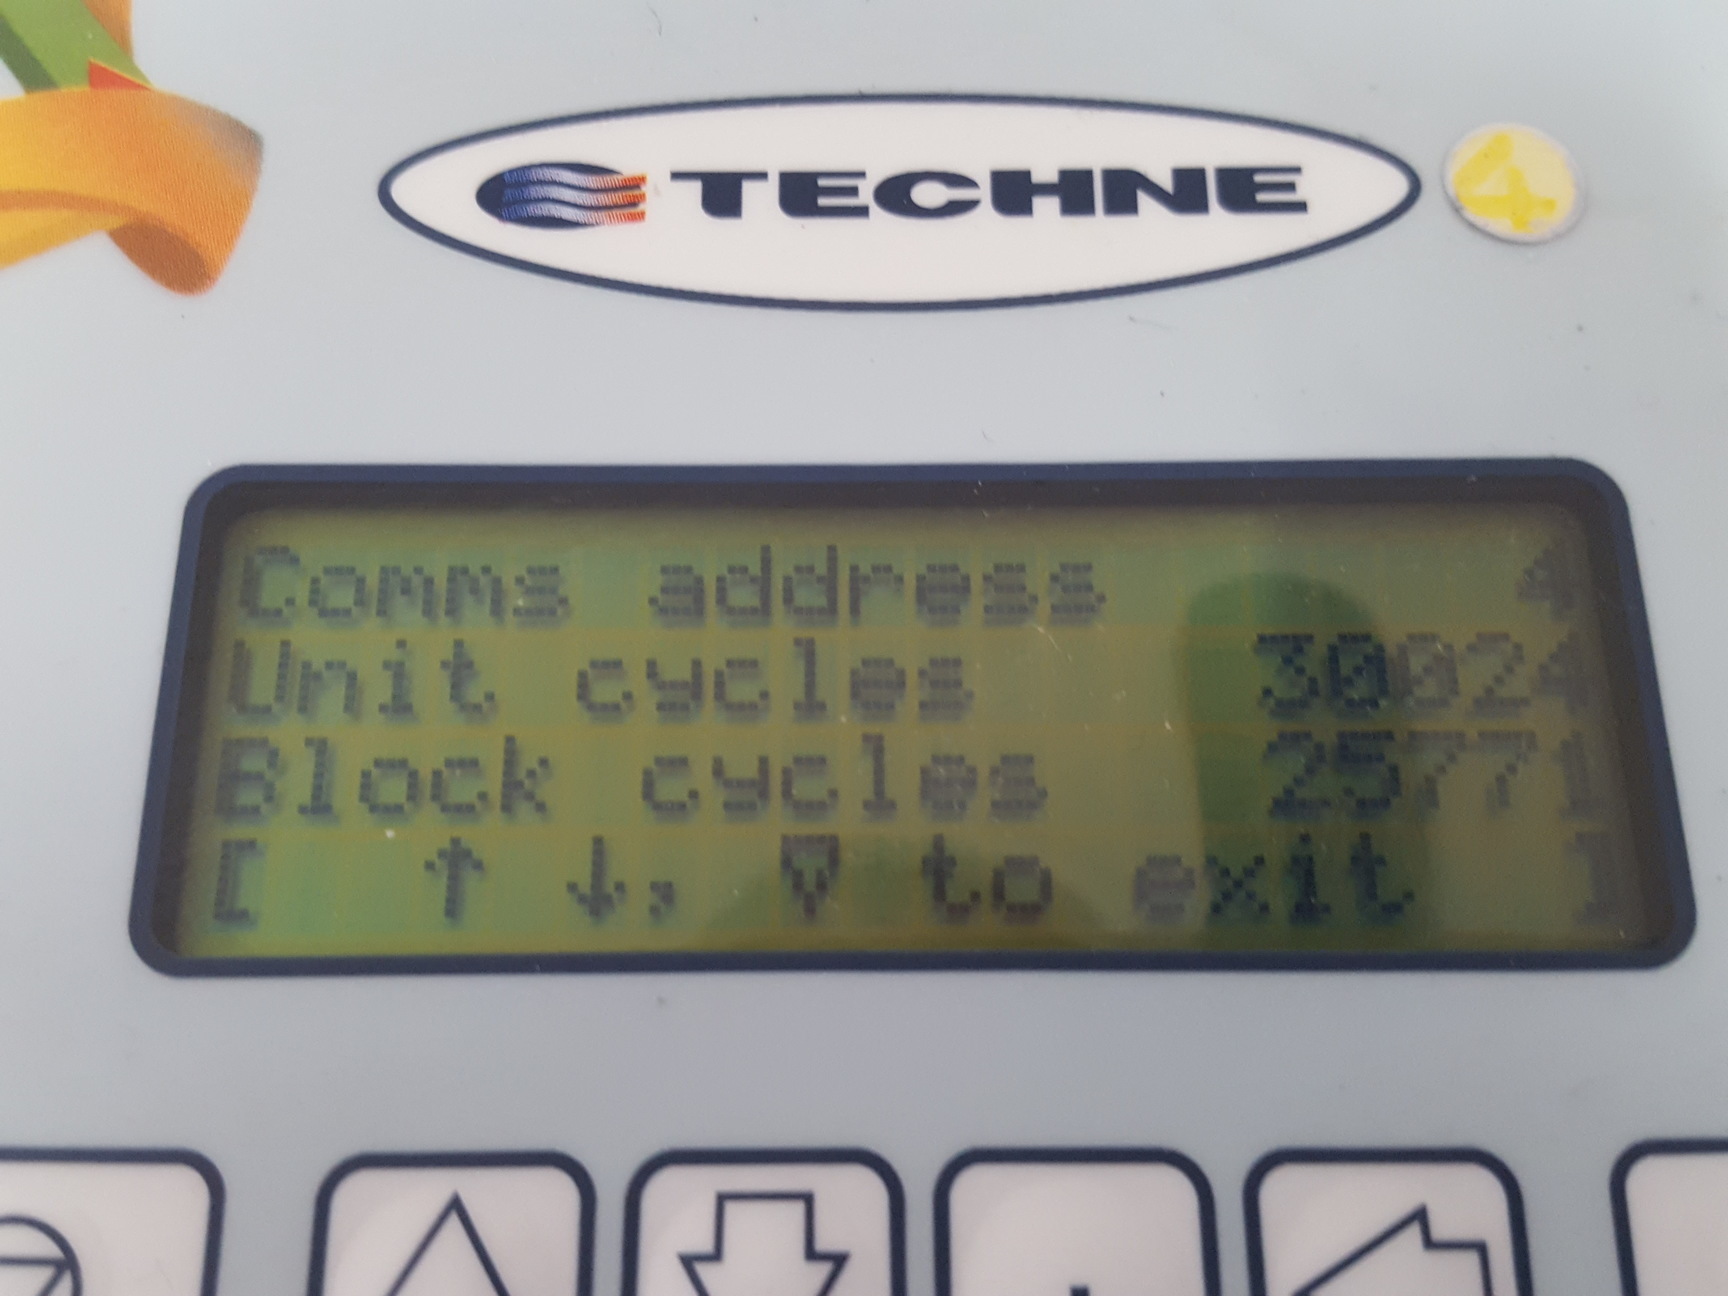 TECHNE
4
Comms address 4
Unit cycles 30024
Block cycles 25771
[ ↑ ↓, ▽ to exit ]